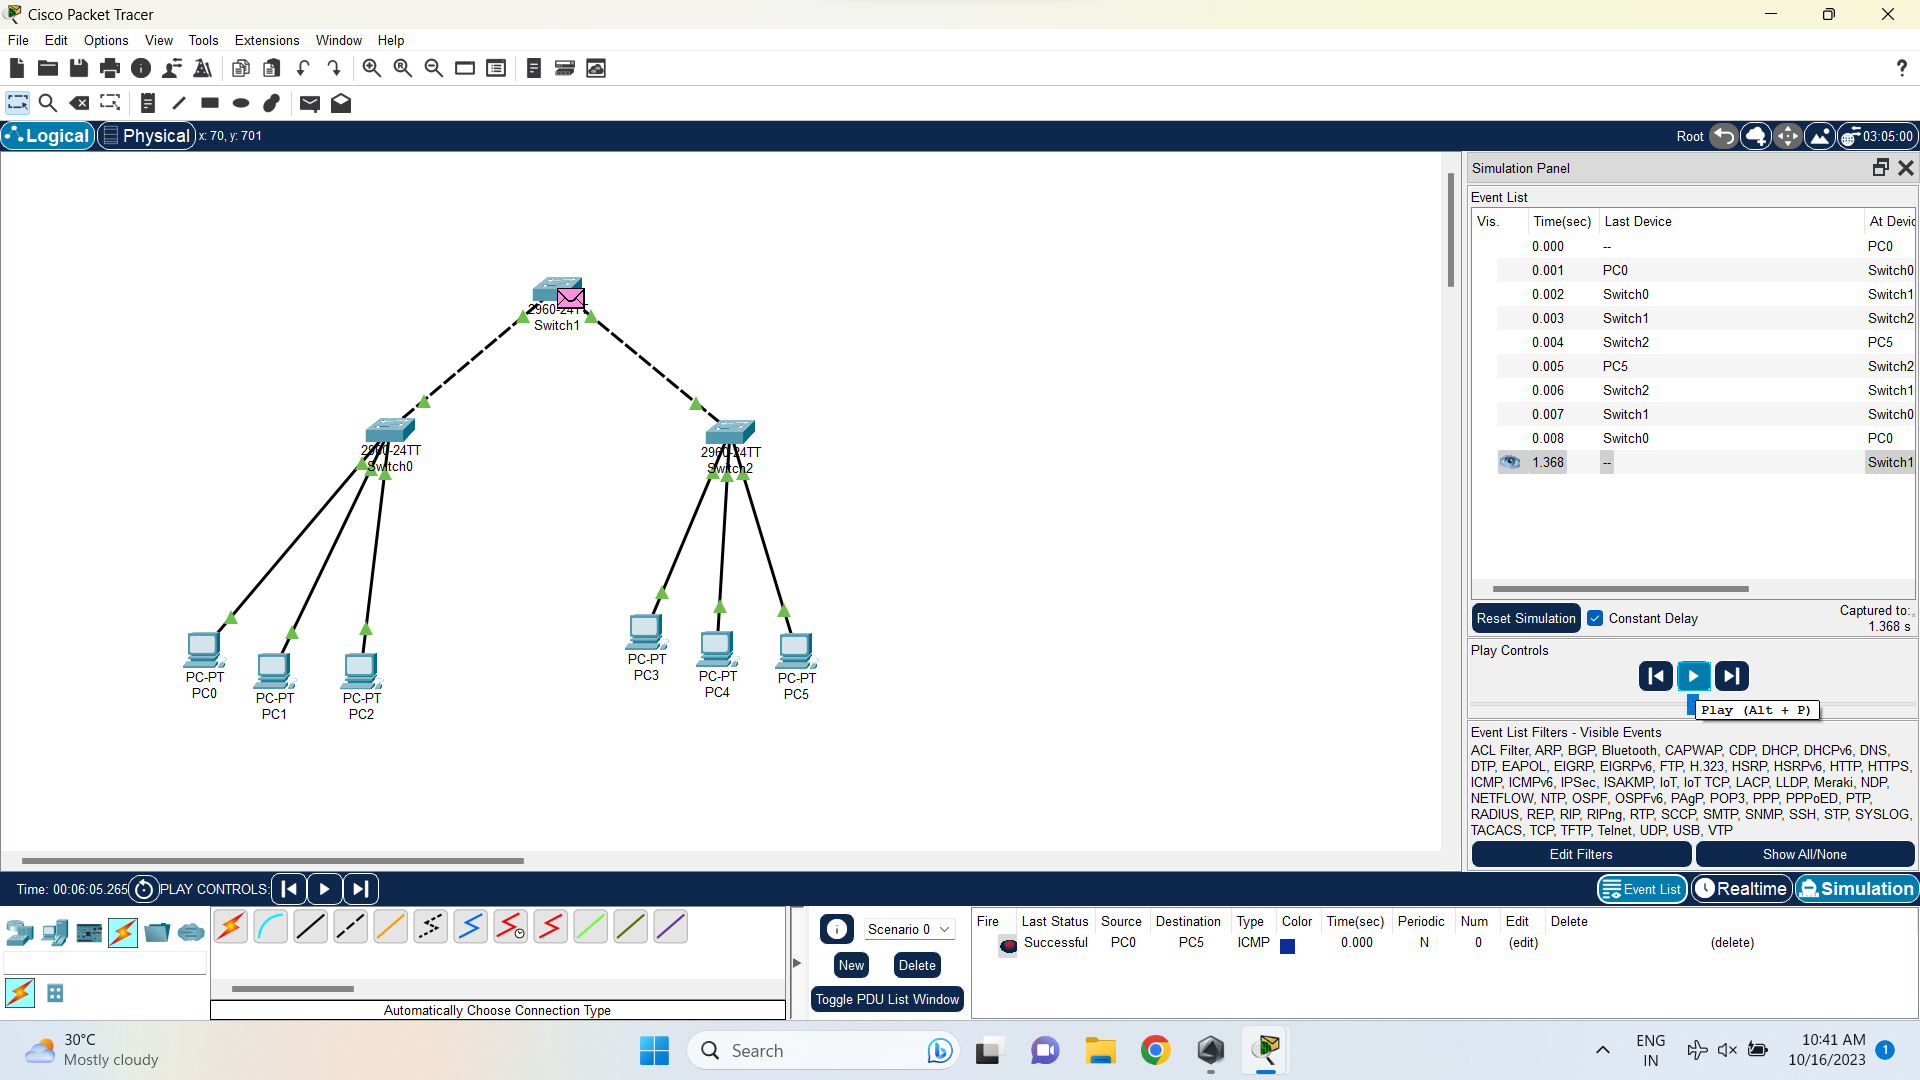 Cisco Packet Tracer
File Edit Options View Tools Extensions Window Help
Logical Physical x: 70, y: 701
Root 03:05:00
2960-24TT
Switch1
2960-24TT
Switch0
2960-24TT
Switch2
PC-PT
PC0
PC-PT
PC1
PC-PT
PC2
PC-PT
PC3
PC-PT
PC4
PC-PT
PC5
Simulation Panel
Event List
Vis. Time(sec) Last Device At Devic
0.000 -- PC0
0.001 PC0 Switch0
0.002 Switch0 Switch1
0.003 Switch1 Switch2
0.004 Switch2 PC5
0.005 PC5 Switch2
0.006 Switch2 Switch1
0.007 Switch1 Switch0
0.008 Switch0 PC0
1.368 -- Switch1
Reset Simulation Constant Delay Captured to:
1.368 s
Play Controls
Play (Alt + P)
Event List Filters - Visible Events
ACL Filter, ARP, BGP, Bluetooth, CAPWAP, CDP, DHCP, DHCPv6, DNS,
DTP, EAPOL, EIGRP, EIGRPv6, FTP, H.323, HSRP, HSRPv6, HTTP, HTTPS,
ICMP, ICMPv6, IPSec, ISAKMP, IoT, IoT TCP, LACP, LLDP, Meraki, NDP,
NETFLOW, NTP, OSPF, OSPFv6, PAgP, POP3, PPP, PPPoED, PTP,
RADIUS, REP, RIP, RIPng, RTP, SCCP, SMTP, SNMP, SSH, STP, SYSLOG,
TACACS, TCP, TFTP, Telnet, UDP, USB, VTP
Edit Filters Show All/None
Time: 00:06:05.265 PLAY CONTROLS:
Event List Realtime Simulation
Automatically Choose Connection Type
Scenario 0
New Delete
Toggle PDU List Window
Fire Last Status Source Destination Type Color Time(sec) Periodic Num Edit Delete
Successful PC0 PC5 ICMP 0.000 N 0 (edit) (delete)
30°C
Mostly cloudy
Search
ENG
IN
10:41 AM
10/16/2023
1